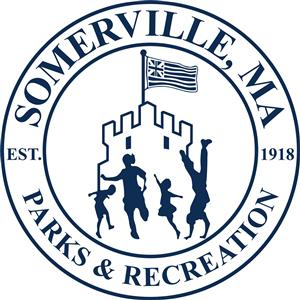 SOMERVILLE, MA
EST. 1918
PARKS & RECREATION